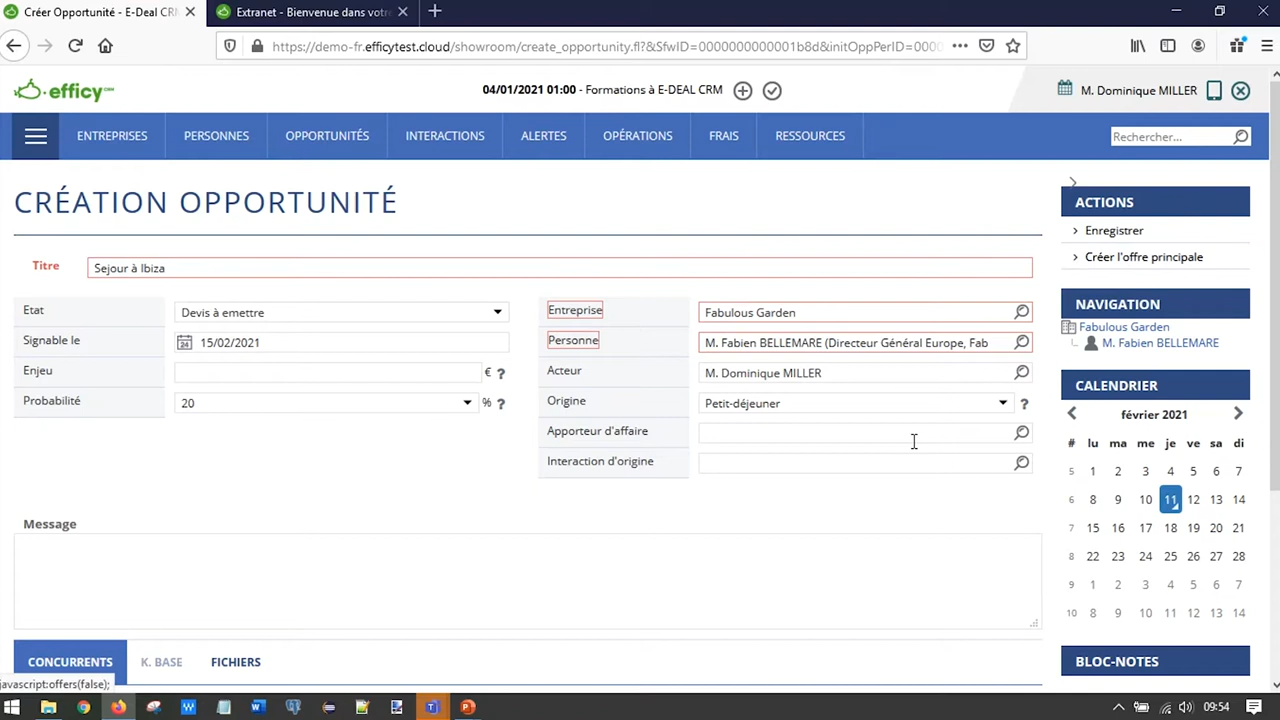 Créer Opportunité - E-Deal CRM
Extranet - Bienvenue dans votre
https://demo-fr.efficytest.cloud/showroom/create_opportunity.fl?&SfwID=0000000000001b8d&initOppPerID=0000
efficy CRM
04/01/2021 01:00 - Formations à E-DEAL CRM
M. Dominique MILLER
ENTREPRISES
PERSONNES
OPPORTUNITÉS
INTERACTIONS
ALERTES
OPÉRATIONS
FRAIS
RESSOURCES
Rechercher...
CRÉATION OPPORTUNITÉ
Titre
Sejour à Ibiza
Etat
Devis à emettre
Signable le
24
15/02/2021
Enjeu
€ ?
Probabilité
20
% ?
Entreprise
Fabulous Garden
Personne
M. Fabien BELLEMARE (Directeur Général Europe, Fab
Acteur
M. Dominique MILLER
Origine
Petit-déjeuner
?
Apporteur d'affaire
Interaction d'origine
Message
CONCURRENTS
K. BASE
FICHIERS
javascript:offers(false);
ACTIONS
Enregistrer
Créer l'offre principale
NAVIGATION
Fabulous Garden
M. Fabien BELLEMARE
CALENDRIER
février 2021
# lu ma me je ve sa di
5 1 2 3 4 5 6 7
6 8 9 10 11 12 13 14
7 15 16 17 18 19 20 21
8 22 23 24 25 26 27 28
9 1 2 3 4 5 6 7
10 8 9 10 11 12 13 14
BLOC-NOTES
09:54